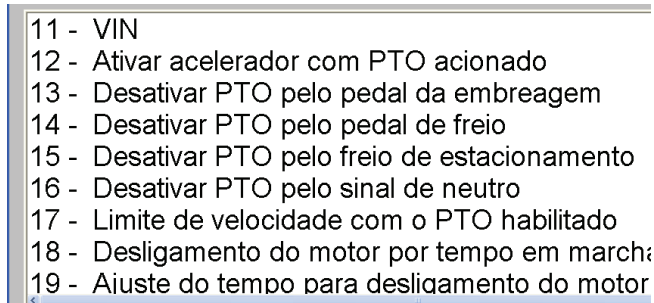 11 - VIN
12 - Ativar acelerador com PTO acionado
13 - Desativar PTO pelo pedal da embreagem
14 - Desativar PTO pelo pedal de freio
15 - Desativar PTO pelo freio de estacionamento
16 - Desativar PTO pelo sinal de neutro
17 - Limite de velocidade com o PTO habilitado
18 - Desligamento do motor por tempo em marcha
19 - Ajuste do tempo para desligamento do motor